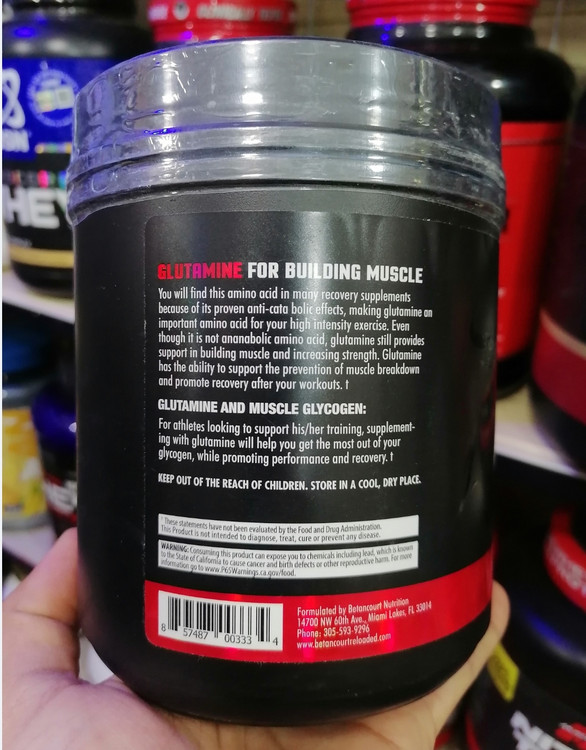 GLUTAMINE FOR BUILDING MUSCLE
You will find this amino acid in many recovery supplements
because of its proven anti-cata bolic effects, making glutamine an
important amino acid for your high intensity exercise. Even
though it is not ananabolic amino acid, glutamine still provides
support in building muscle and increasing strength. Glutamine
has the ability to support the prevention of muscle breakdown
and promote recovery after your workouts. †
GLUTAMINE AND MUSCLE GLYCOGEN:
For athletes looking to support his/her training, supplement-
ing with glutamine will help you get the most out of your
glycogen, while promoting performance and recovery. †
KEEP OUT OF THE REACH OF CHILDREN. STORE IN A COOL, DRY PLACE.
† These statements have not been evaluated by the Food and Drug Administration.
This Product is not intended to diagnose, treat, cure or prevent any disease.
WARNING: Consuming this product can expose you to chemicals including lead, which is known
to the State of California to cause cancer and birth defects or other reproductive harm. For more
information go to www.P65Warnings.ca.gov/food.
8 57487 00333 4
Formulated by Betancourt Nutrition
14700 NW 60th Ave., Miami Lakes, FL 33014
Phone: 305-593-9296
www.betancourtreloaded.com